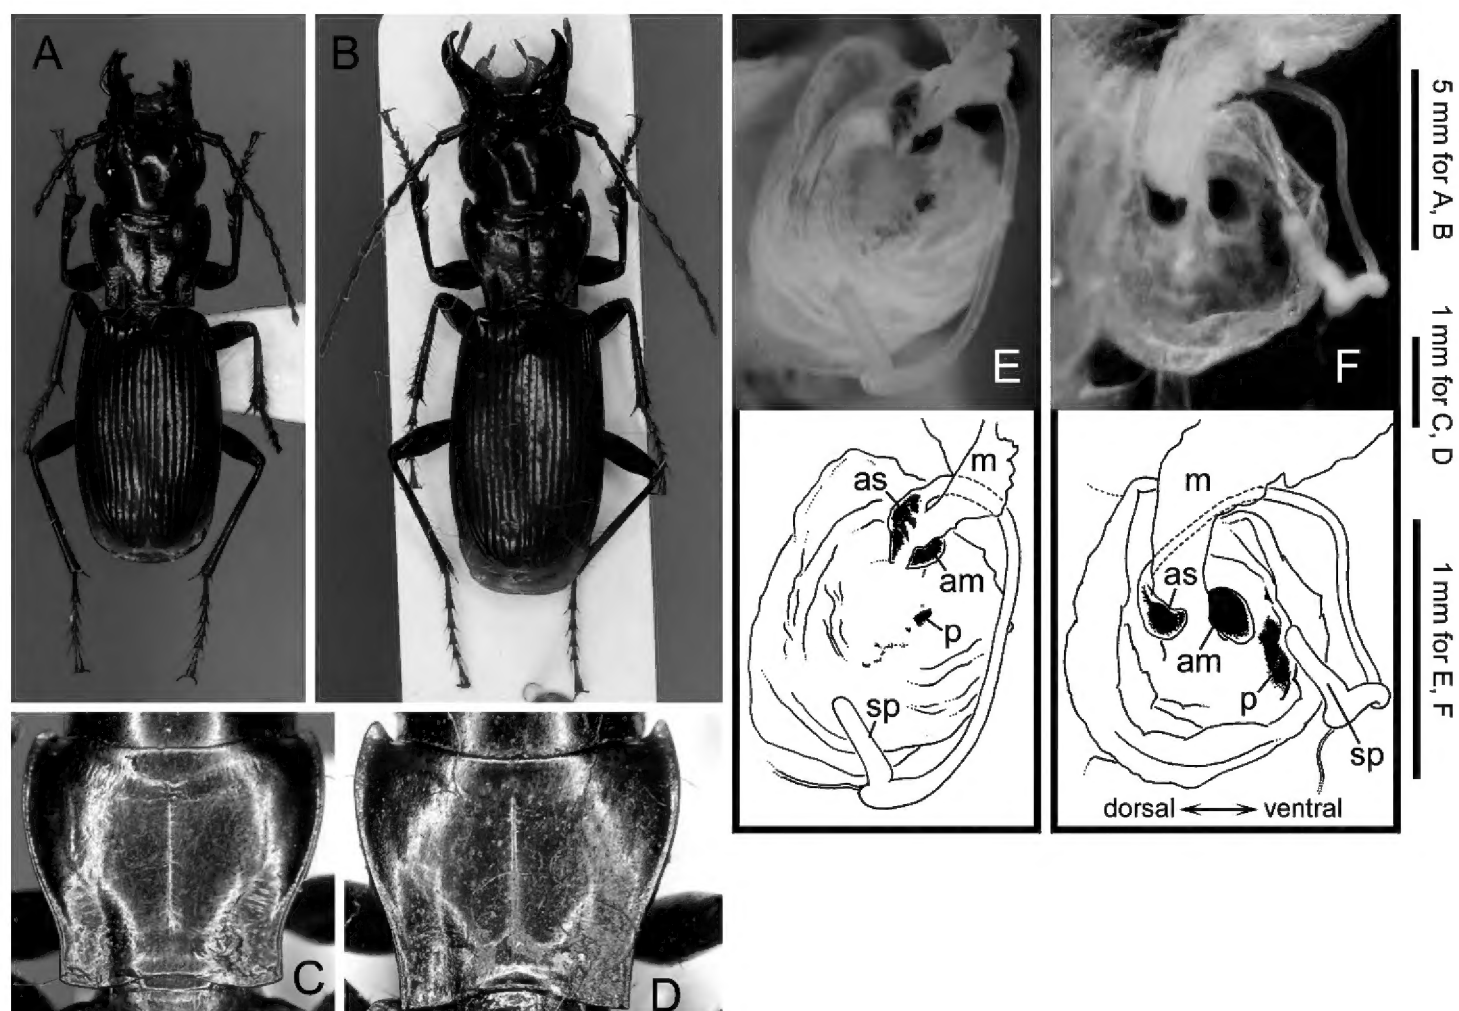 A
B
C
D
E
F
as
m
am
p
sp
m
as
am
p
sp
dorsal ↔ ventral
5 mm for A, B
1 mm for C, D
1 mm for E, F